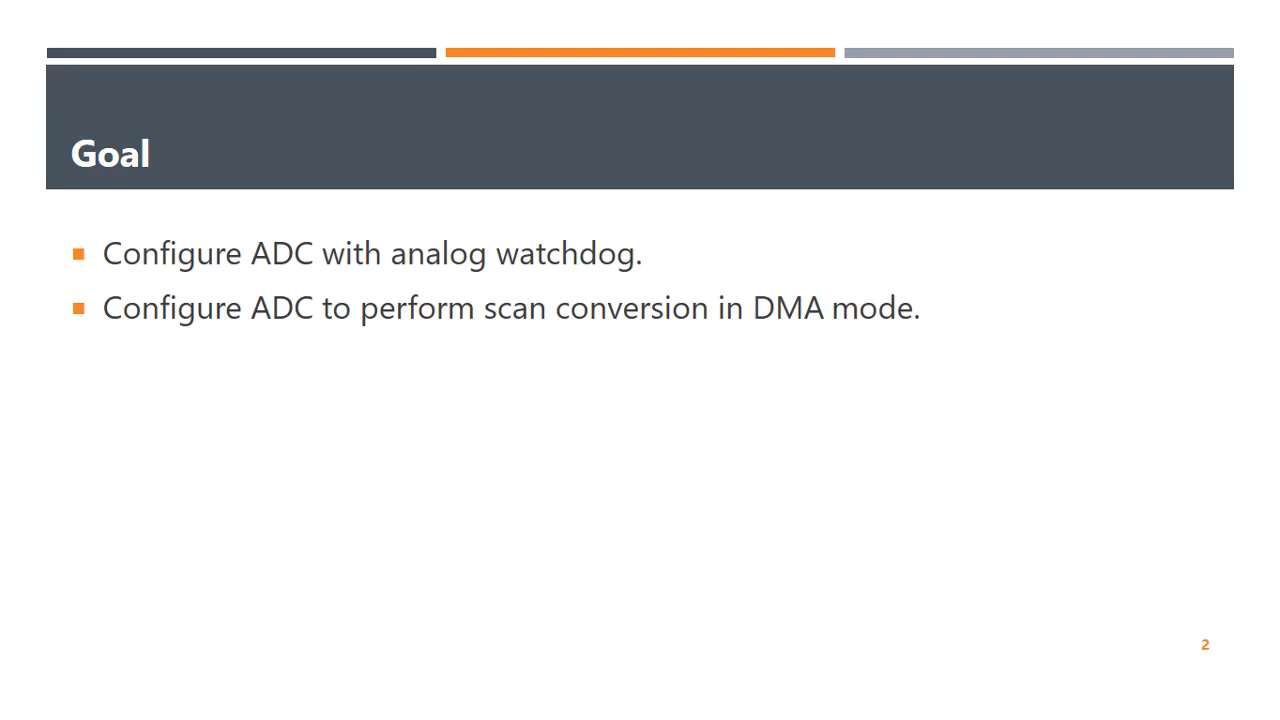 Goal
Configure ADC with analog watchdog.
Configure ADC to perform scan conversion in DMA mode.
2